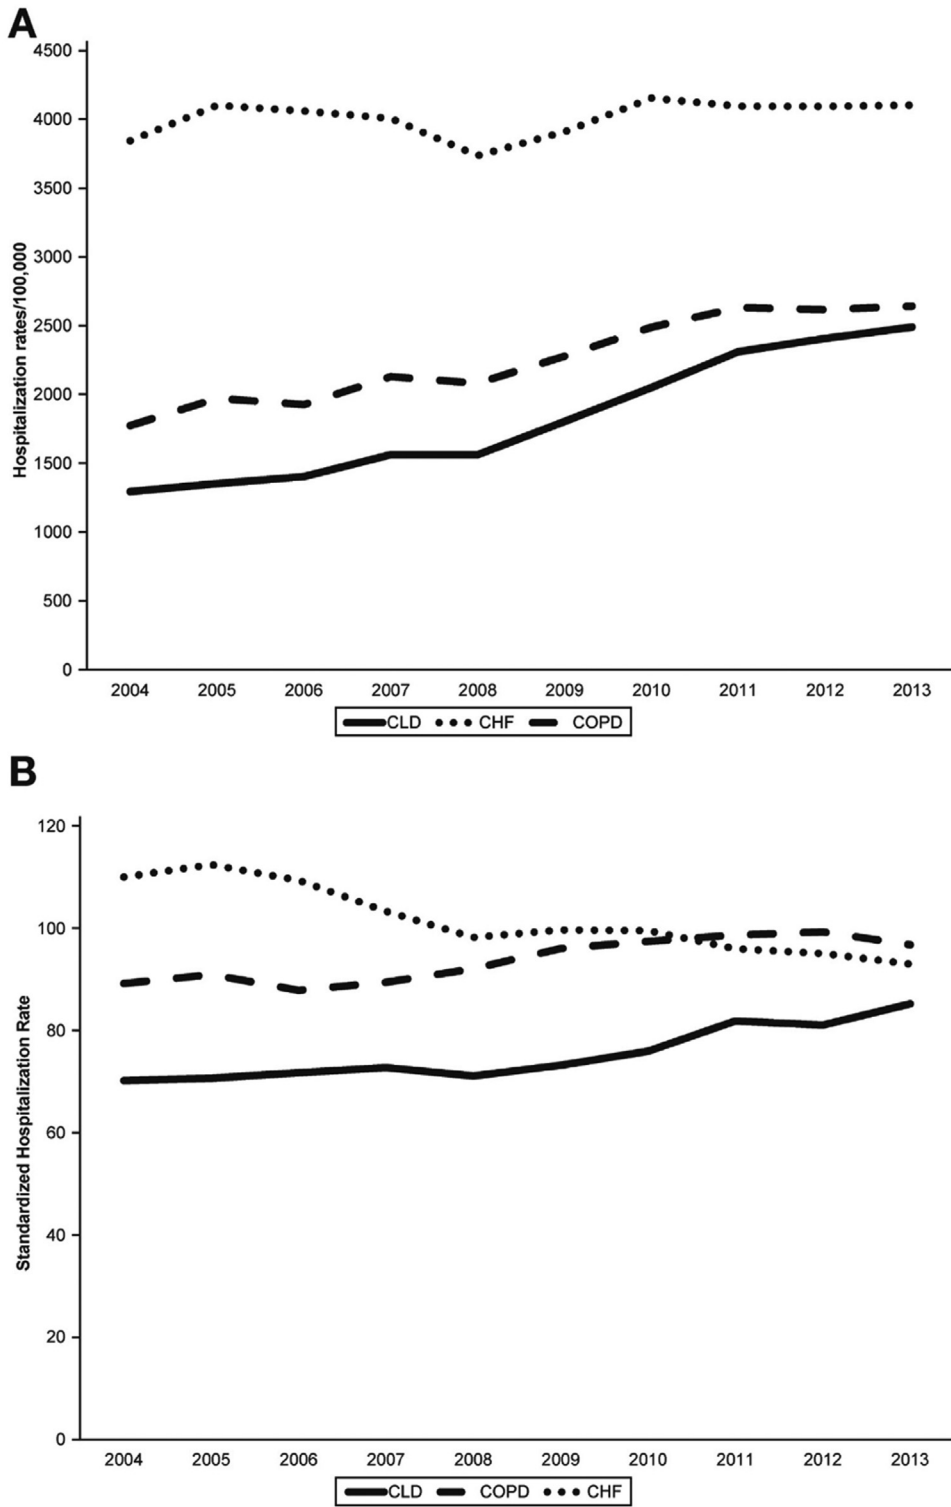 A
4500
4000
3500
3000
2500
2000
1500
1000
500
0
Hospitalization rates/100,000
2004 2005 2006 2007 2008 2009 2010 2011 2012 2013
CLD CHF COPD
B
120
100
80
60
40
20
0
Standardized Hospitalization Rate
2004 2005 2006 2007 2008 2009 2010 2011 2012 2013
CLD COPD CHF